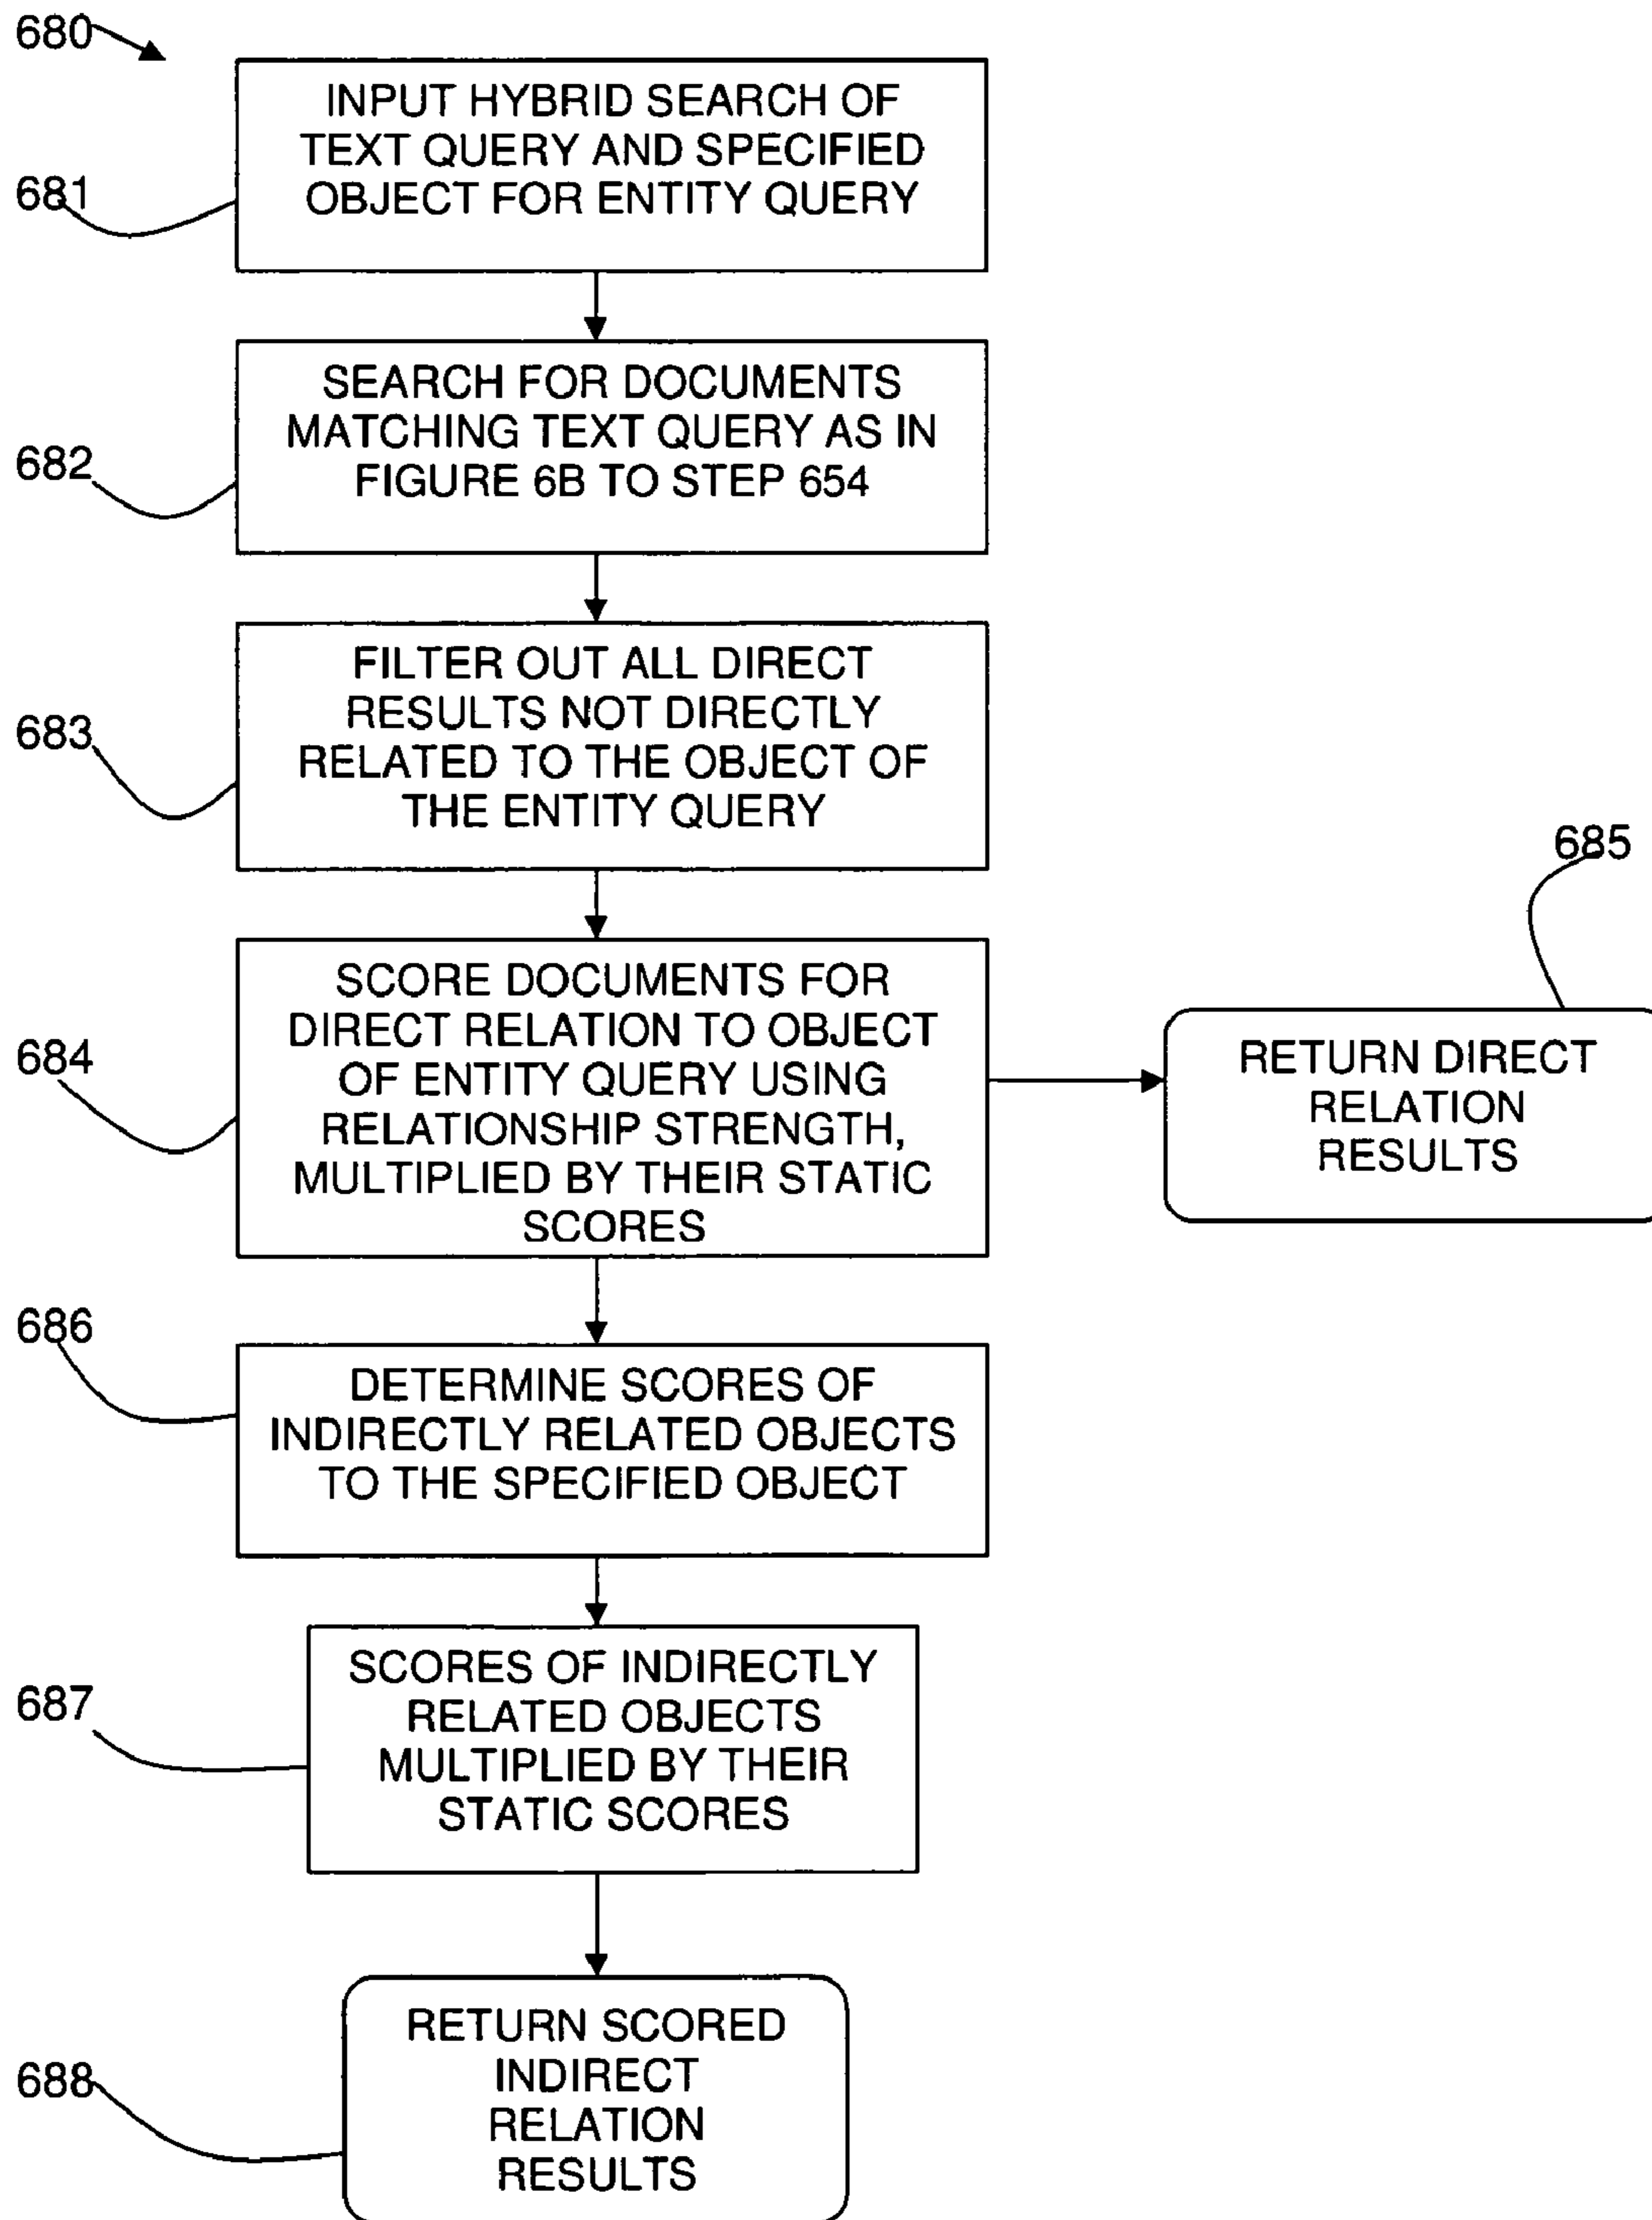 680
INPUT HYBRID SEARCH OF
TEXT QUERY AND SPECIFIED
OBJECT FOR ENTITY QUERY
681
SEARCH FOR DOCUMENTS
MATCHING TEXT QUERY AS IN
FIGURE 6B TO STEP 654
682
FILTER OUT ALL DIRECT
RESULTS NOT DIRECTLY
RELATED TO THE OBJECT OF
THE ENTITY QUERY
683
SCORE DOCUMENTS FOR
DIRECT RELATION TO OBJECT
OF ENTITY QUERY USING
RELATIONSHIP STRENGTH,
MULTIPLIED BY THEIR STATIC
SCORES
684
685
RETURN DIRECT
RELATION
RESULTS
686
DETERMINE SCORES OF
INDIRECTLY RELATED OBJECTS
TO THE SPECIFIED OBJECT
SCORES OF INDIRECTLY
RELATED OBJECTS
MULTIPLIED BY THEIR
STATIC SCORES
687
RETURN SCORED
INDIRECT
RELATION
RESULTS
688